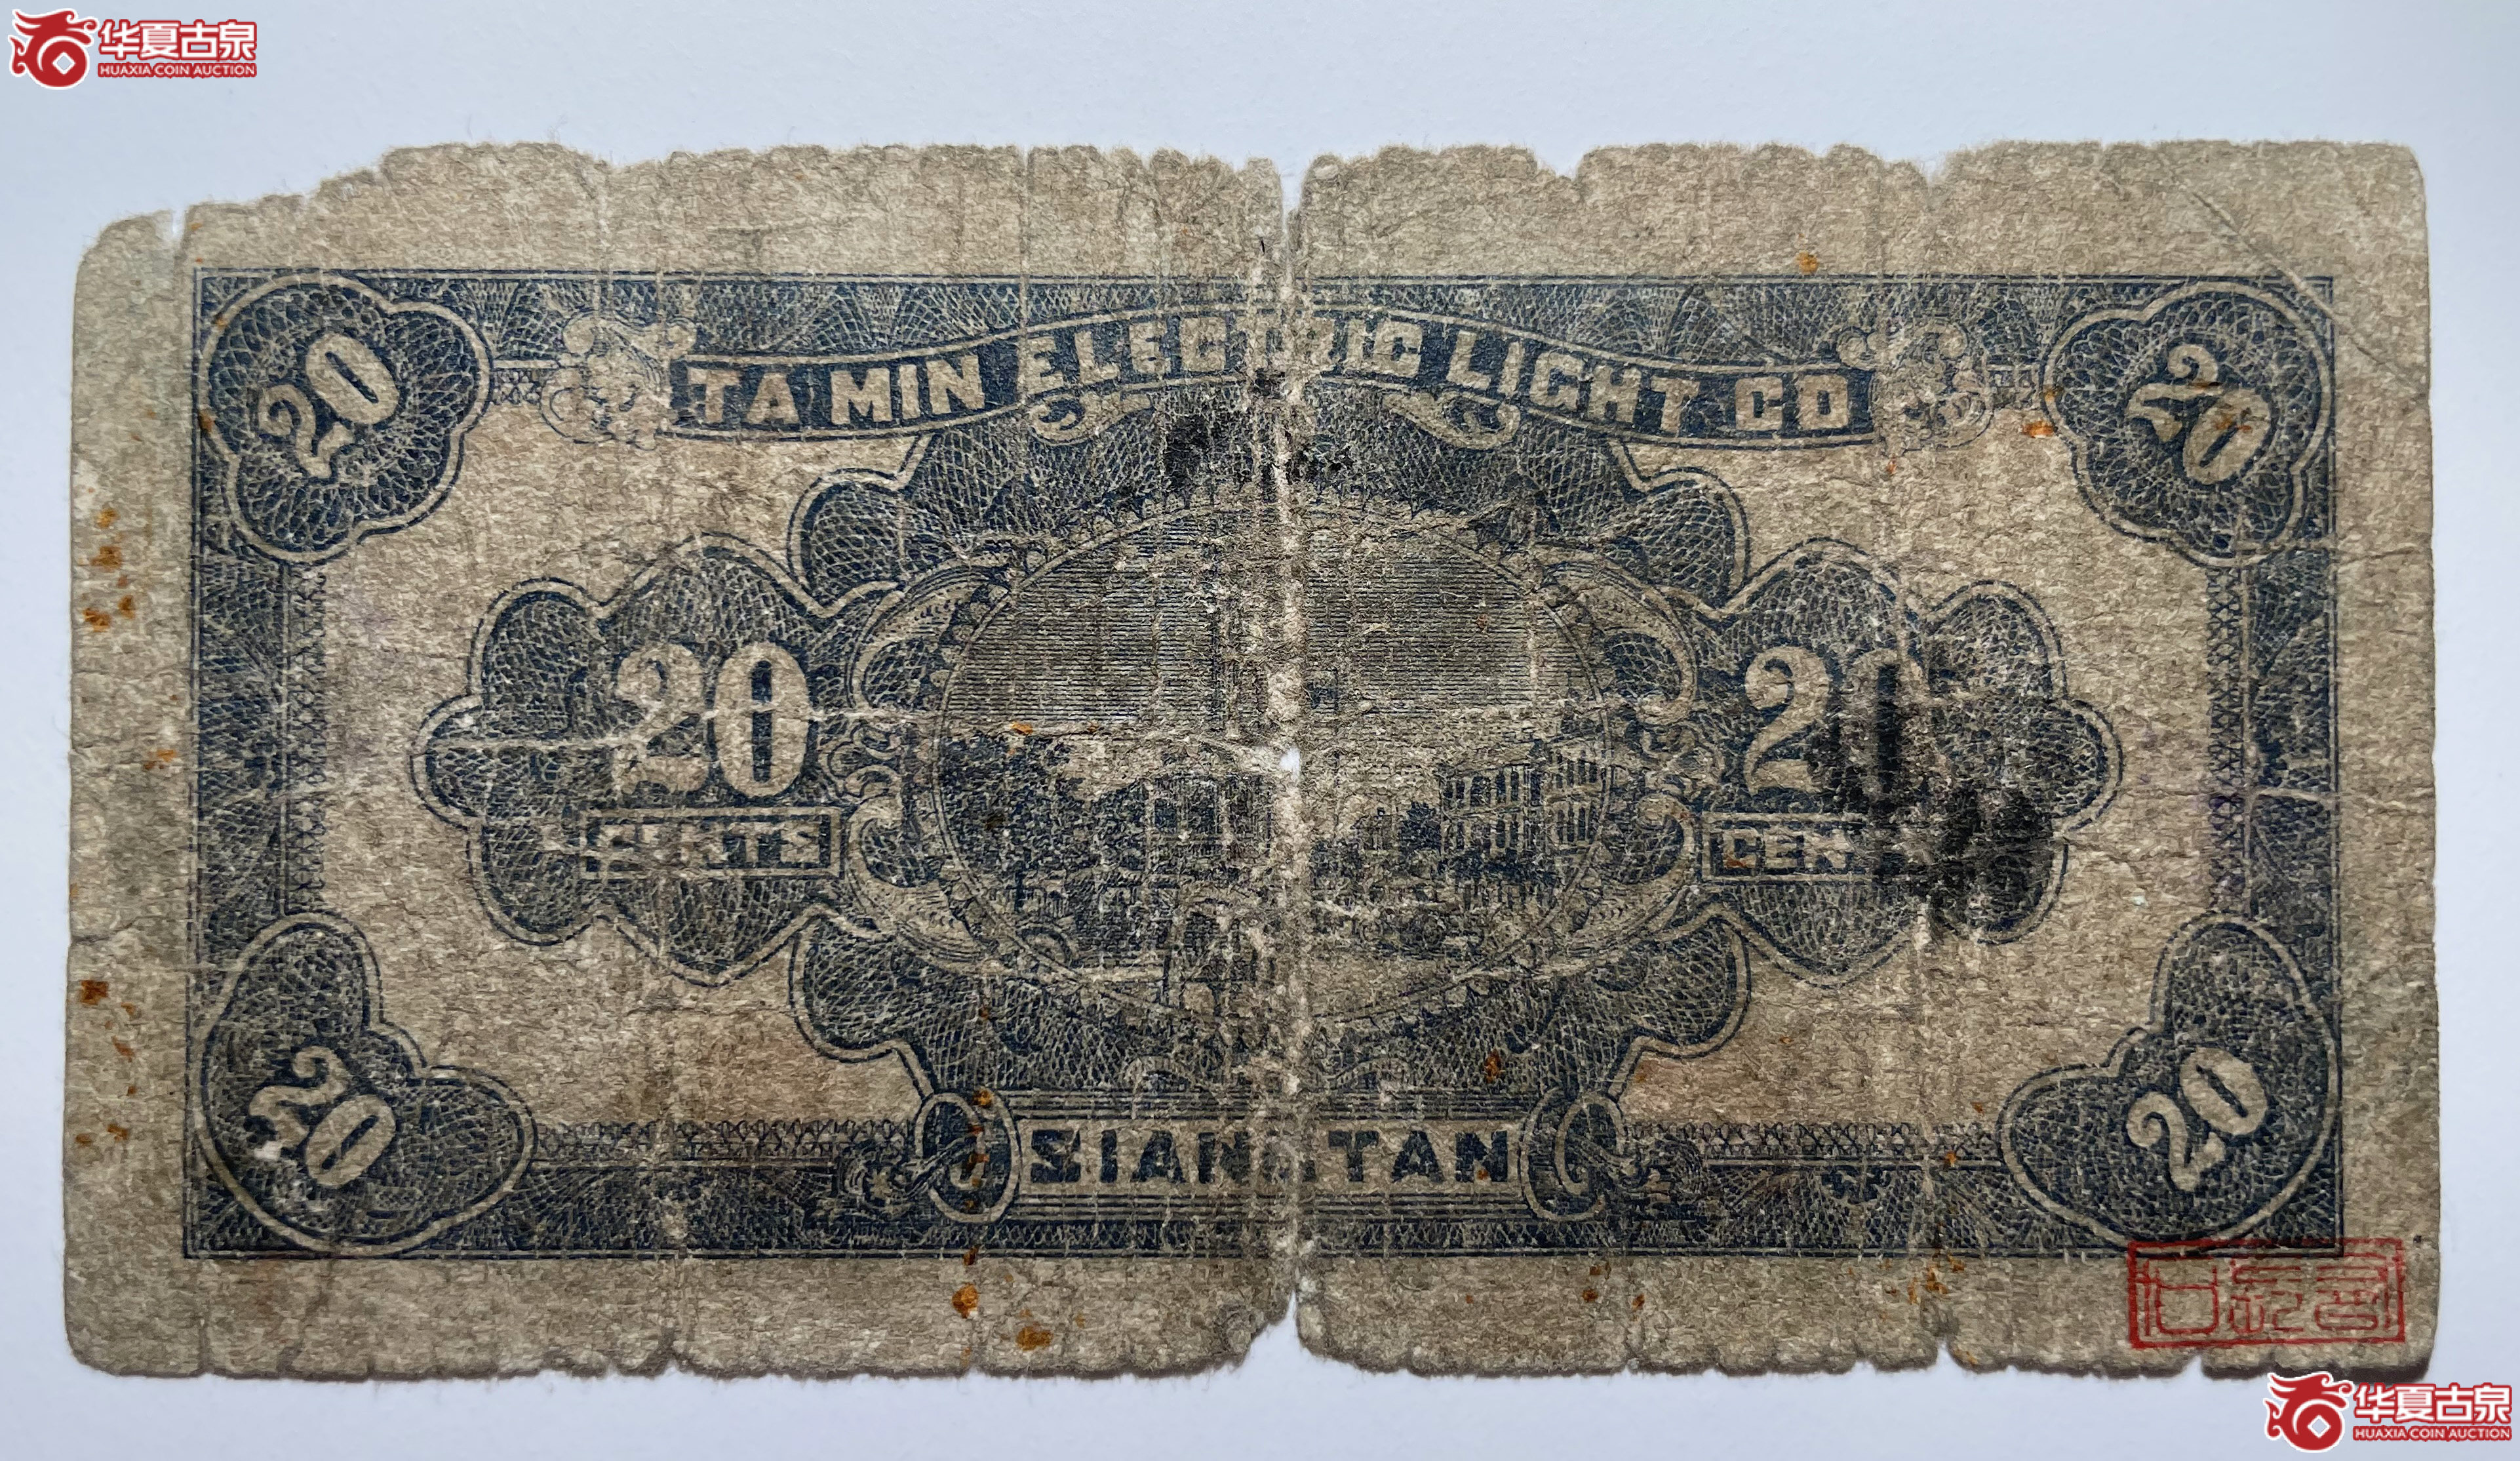 华夏古泉
HUAXIA COIN AUCTION
TA MIN ELECTRIC LIGHT CO
20
20
20
CENTS
20
CEN
SIANGTAN
20
20
华夏古泉
HUAXIA COIN AUCTION